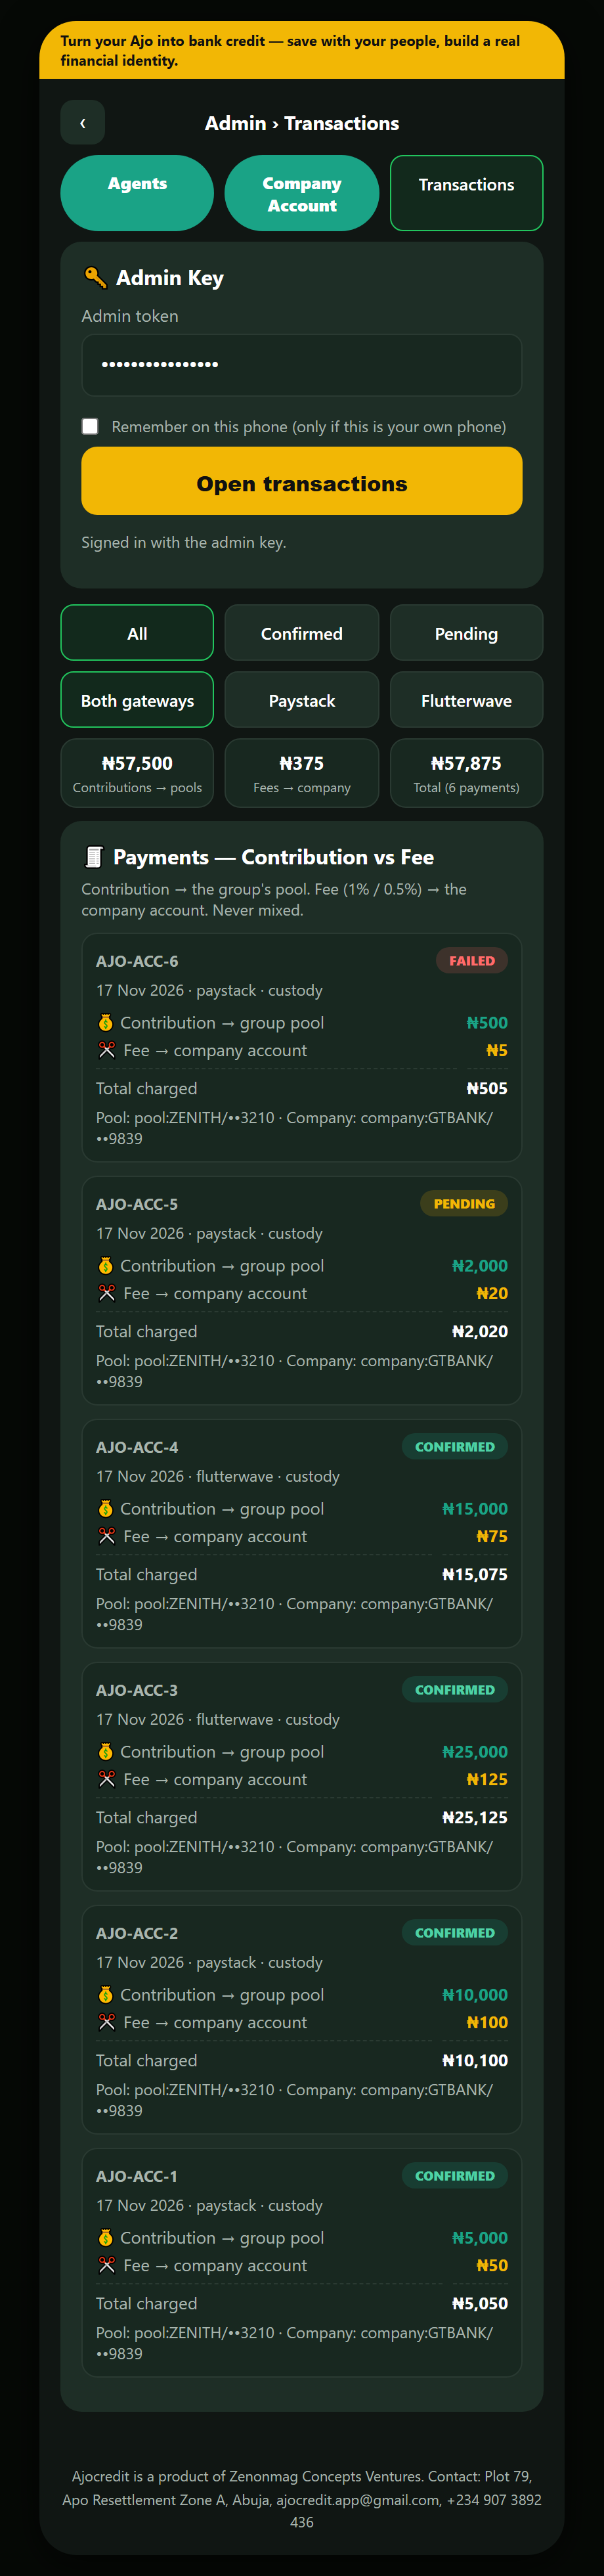 Turn your Ajo into bank credit — save with your people, build a real
financial identity.
‹
Admin › Transactions
Agents
Company
Account
Transactions
🔑 Admin Key
Admin token
••••••••••••••••
Remember on this phone (only if this is your own phone)
Open transactions
Signed in with the admin key.
All
Confirmed
Pending
Both gateways
Paystack
Flutterwave
₦57,500
Contributions → pools
₦375
Fees → company
₦57,875
Total (6 payments)
🧾 Payments — Contribution vs Fee
Contribution → the group's pool. Fee (1% / 0.5%) → the
company account. Never mixed.
AJO-ACC-6 FAILED
17 Nov 2026 · paystack · custody
💰 Contribution → group pool ₦500
✂️ Fee → company account ₦5
Total charged ₦505
Pool: pool:ZENITH/••3210 · Company: company:GTBANK/
••9839
AJO-ACC-5 PENDING
17 Nov 2026 · paystack · custody
💰 Contribution → group pool ₦2,000
✂️ Fee → company account ₦20
Total charged ₦2,020
Pool: pool:ZENITH/••3210 · Company: company:GTBANK/
••9839
AJO-ACC-4 CONFIRMED
17 Nov 2026 · flutterwave · custody
💰 Contribution → group pool ₦15,000
✂️ Fee → company account ₦75
Total charged ₦15,075
Pool: pool:ZENITH/••3210 · Company: company:GTBANK/
••9839
AJO-ACC-3 CONFIRMED
17 Nov 2026 · flutterwave · custody
💰 Contribution → group pool ₦25,000
✂️ Fee → company account ₦125
Total charged ₦25,125
Pool: pool:ZENITH/••3210 · Company: company:GTBANK/
••9839
AJO-ACC-2 CONFIRMED
17 Nov 2026 · paystack · custody
💰 Contribution → group pool ₦10,000
✂️ Fee → company account ₦100
Total charged ₦10,100
Pool: pool:ZENITH/••3210 · Company: company:GTBANK/
••9839
AJO-ACC-1 CONFIRMED
17 Nov 2026 · paystack · custody
💰 Contribution → group pool ₦5,000
✂️ Fee → company account ₦50
Total charged ₦5,050
Pool: pool:ZENITH/••3210 · Company: company:GTBANK/
••9839
Ajocredit is a product of Zenonmag Concepts Ventures. Contact: Plot 79,
Apo Resettlement Zone A, Abuja, ajocredit.app@gmail.com, +234 907 3892
436